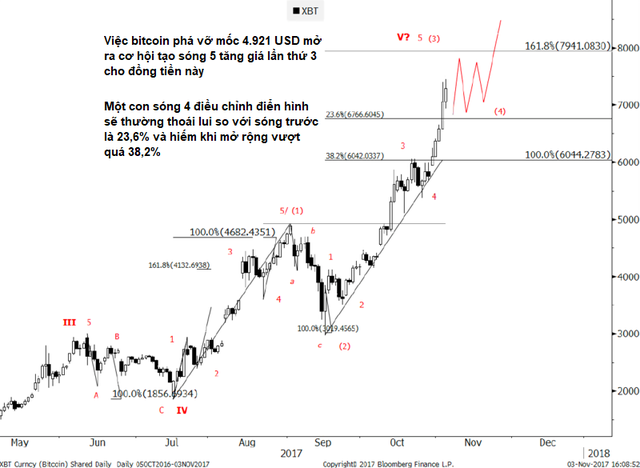 XBT
Việc bitcoin phá vỡ mốc 4.921 USD mở
ra cơ hội tạo sóng 5 tăng giá lần thứ 3
cho đồng tiền này
Một con sóng 4 điều chỉnh điển hình
sẽ thường thoái lui so với sóng trước
là 23,6% và hiếm khi mở rộng vượt
quá 38,2%
V? 5 (3)
161.8%(7941.0830)
8000
23.6%(6766.6045)
(4)
7000
3
38.2%(6042.0337)
100.0%(6044.2783)
6000
4
5/ (1)
100.0%(4682.4351)
b
5000
3
161.8%(4132.6938)
4
a
1
4000
2
100.0%(3019.4565)
c
(2)
III 5
B
1
3000
2
A
100.0%(1856.6934)
C IV
2000
May
Jun
Jul
Aug
Sep
Oct
Nov
Dec
2017
2018
XBT Curncy (Bitcoin) Shared Daily Daily 05OCT2016-03NOV2017
Copyright© 2017 Bloomberg Finance L.P.
03-Nov-2017 16:08:52